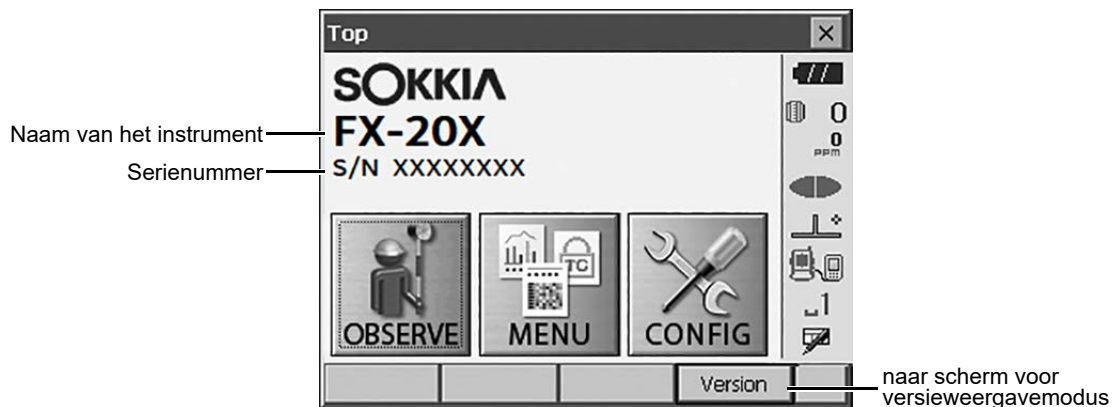 Top
SOKKIA
Naam van het instrument
FX-20X
Serienummer
S/N XXXXXXXX
0
0
PPM
TC
OBSERVE
MENU
CONFIG
1
Version
naar scherm voor
versieweergavemodus